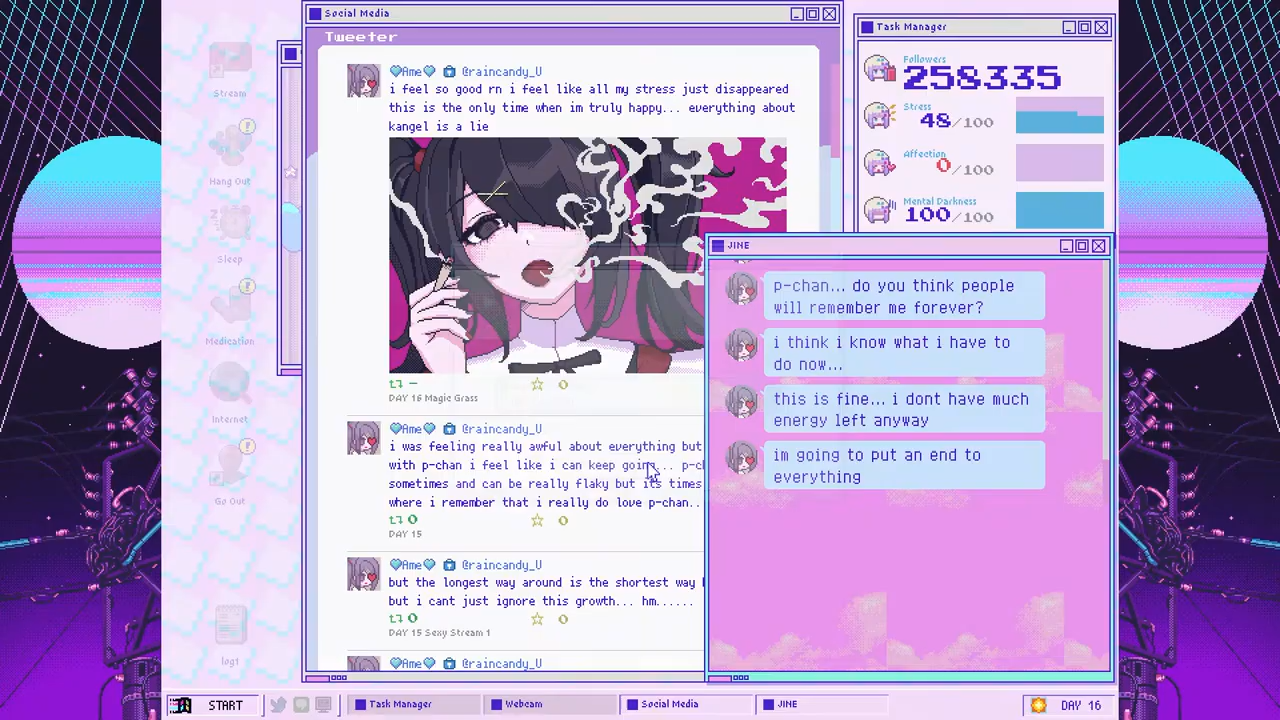 Social Media
Tweeter
Ame @raincandy_U
i feel so good rn i feel like all my stress just disappeared
this is the only time when im truly happy... everything about
kangel is a lie
0
DAY 16 Magic Grass
Ame @raincandy_U
i was feeling really awful about everything but
with p-chan i feel like i can keep going...
sometimes and can be really flaky but its times
where i remember that i really do love p-chan..
0 0
DAY 15
Ame @raincandy_U
but the longest way around is the shortest way
but i cant just ignore this growth... hm......
0 0
DAY 15 Sexy Stream 1
Ame @raincandy_U
Task Manager
Followers
258335
Stress
48/100
Affection
0/100
Mental Darkness
100/100
JINE
p-chan... do you think people
will remember me forever?
i think i know what i have to
do now...
this is fine... i dont have much
energy left anyway
im going to put an end to
everything
Stream
Hang Out
Sleep
Medication
Internet
Go Out
log1
START
Task Manager
Webcam
Social Media
JINE
DAY 16